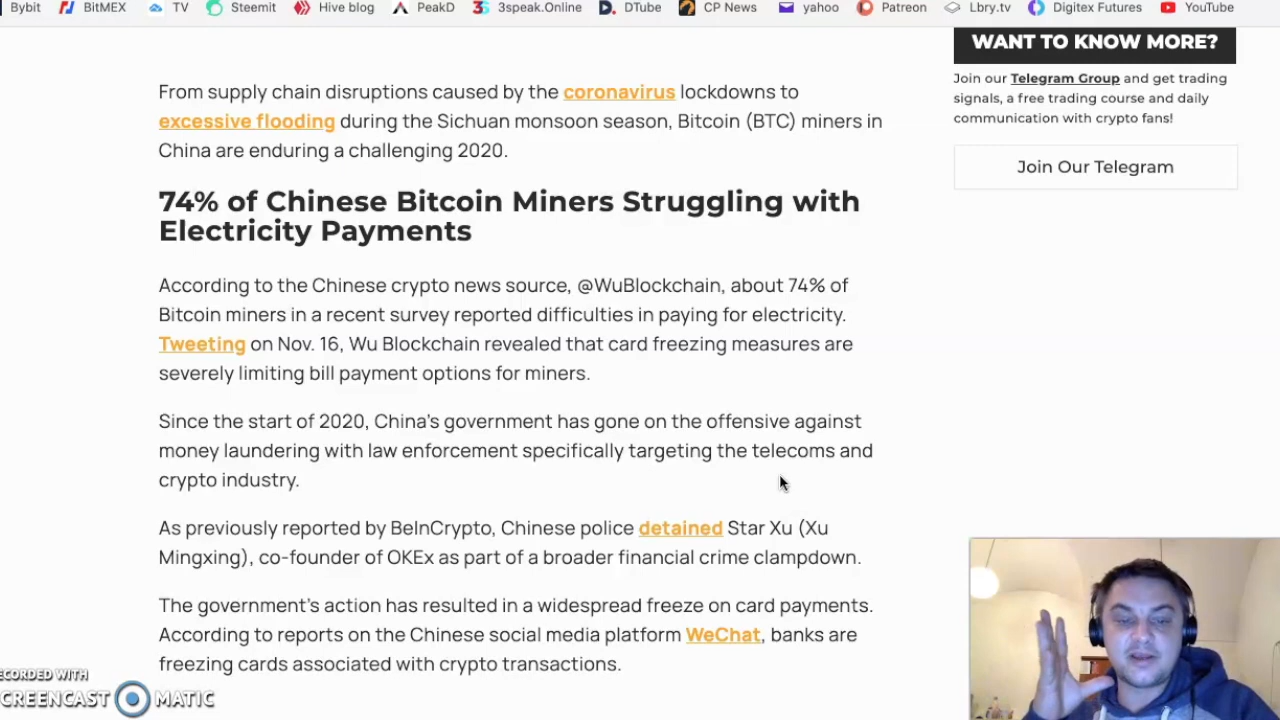 Bybit BitMEX TV Steemit Hive blog PeakD 3speak.Online DTube CP News yahoo Patreon Lbry.tv Digitex Futures YouTube
WANT TO KNOW MORE?
Join our Telegram Group and get trading
signals, a free trading course and daily
communication with crypto fans!
Join Our Telegram
From supply chain disruptions caused by the coronavirus lockdowns to
excessive flooding during the Sichuan monsoon season, Bitcoin (BTC) miners in
China are enduring a challenging 2020.
74% of Chinese Bitcoin Miners Struggling with
Electricity Payments
According to the Chinese crypto news source, @WuBlockchain, about 74% of
Bitcoin miners in a recent survey reported difficulties in paying for electricity.
Tweeting on Nov. 16, Wu Blockchain revealed that card freezing measures are
severely limiting bill payment options for miners.
Since the start of 2020, China's government has gone on the offensive against
money laundering with law enforcement specifically targeting the telecoms and
crypto industry.
As previously reported by BeInCrypto, Chinese police detained Star Xu (Xu
Mingxing), co-founder of OKEx as part of a broader financial crime clampdown.
The government's action has resulted in a widespread freeze on card payments.
According to reports on the Chinese social media platform WeChat, banks are
freezing cards associated with crypto transactions.
ECORDED WITH
CREENCAST MATIC